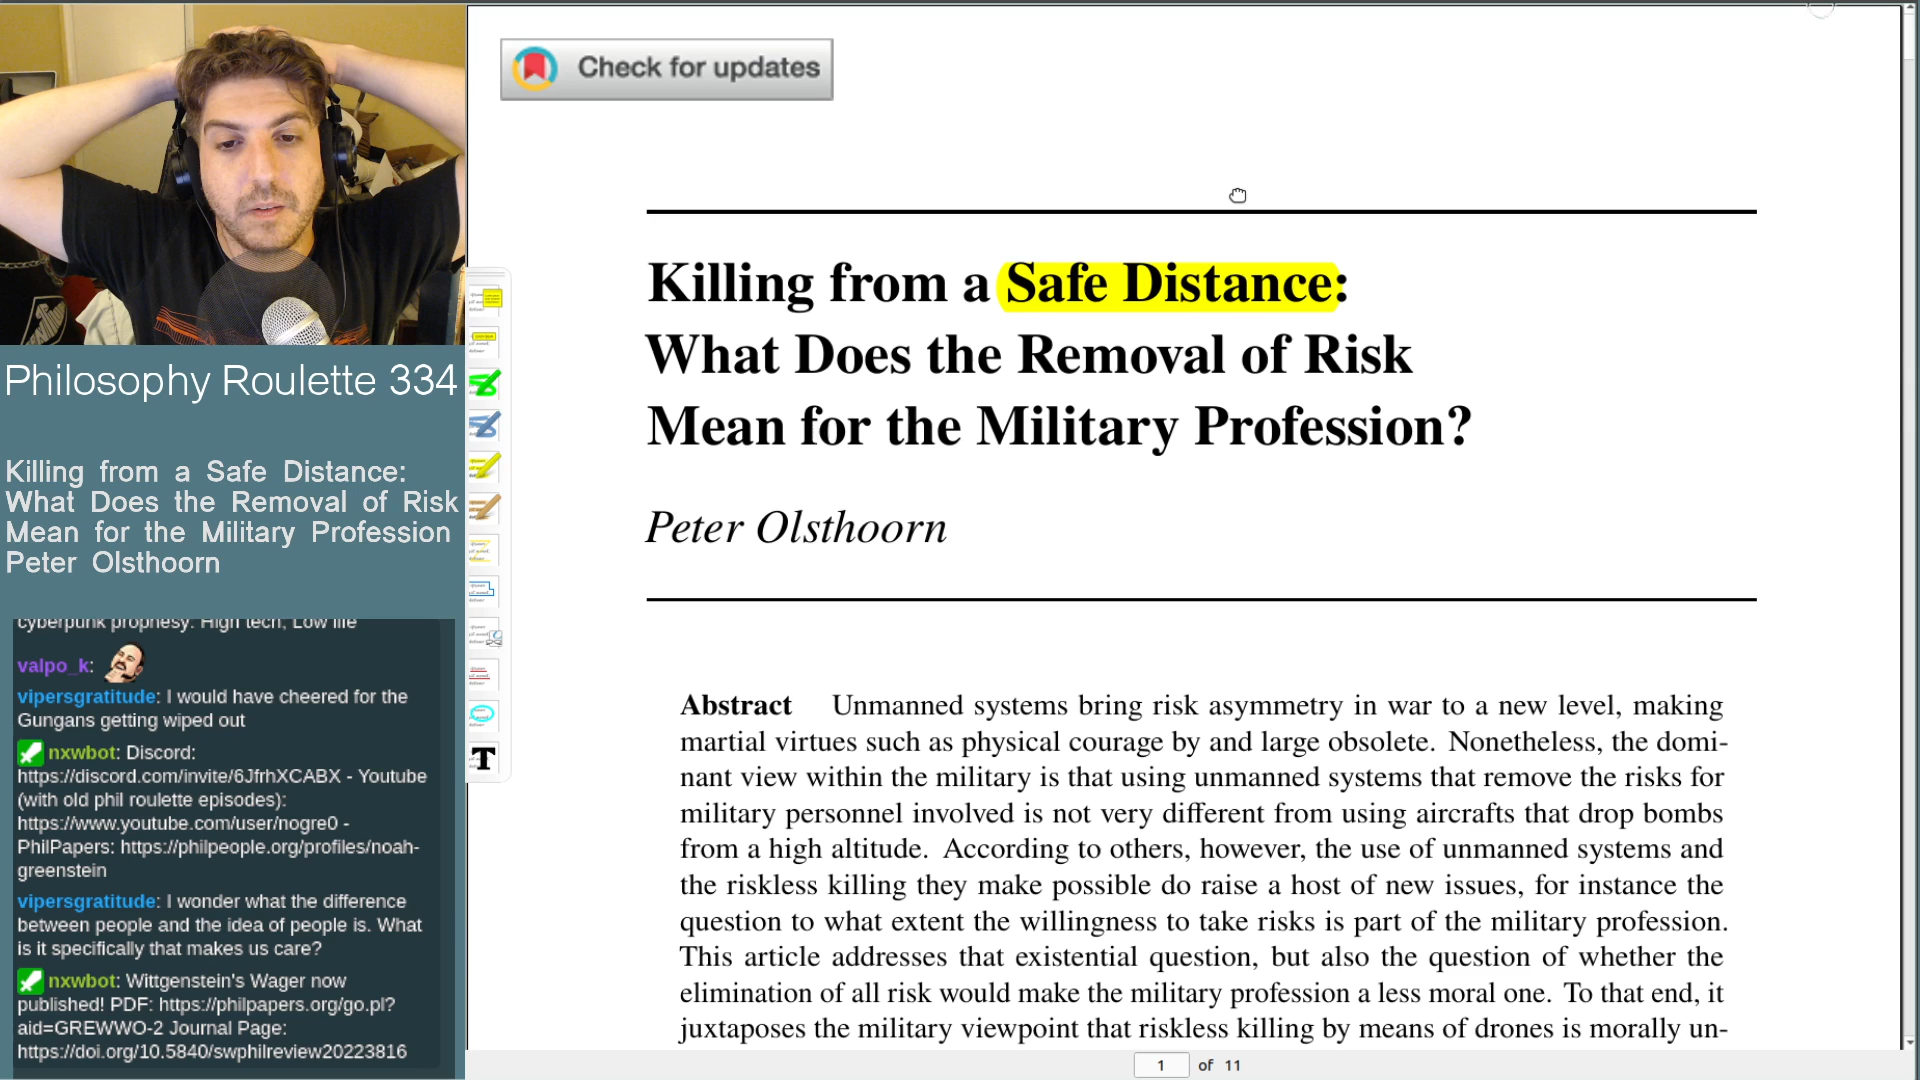 Check for updates
Killing from a Safe Distance:
What Does the Removal of Risk
Mean for the Military Profession?
Peter Olsthoorn
Abstract Unmanned systems bring risk asymmetry in war to a new level, making
martial virtues such as physical courage by and large obsolete. Nonetheless, the domi-
nant view within the military is that using unmanned systems that remove the risks for
military personnel involved is not very different from using aircrafts that drop bombs
from a high altitude. According to others, however, the use of unmanned systems and
the riskless killing they make possible do raise a host of new issues, for instance the
question to what extent the willingness to take risks is part of the military profession.
This article addresses that existential question, but also the question of whether the
elimination of all risk would make the military profession a less moral one. To that end, it
juxtaposes the military viewpoint that riskless killing by means of drones is morally un-
1 of 11
Philosophy Roulette 334
Killing from a Safe Distance:
What Does the Removal of Risk
Mean for the Military Profession
Peter Olsthoorn
cyberpunk prophesy. High tech, Low life
valpo_k:
vipersgratitude: I would have cheered for the
Gungans getting wiped out
nxwbot: Discord:
https://discord.com/invite/6JfrhXCABX - Youtube
(with old phil roulette episodes):
https://www.youtube.com/user/nogre0 -
PhilPapers: https://philpeople.org/profiles/noah-
greenstein
vipersgratitude: I wonder what the difference
between people and the idea of people is. What
is it specifically that makes us care?
nxwbot: Wittgenstein's Wager now
published! PDF: https://philpapers.org/go.pl?
aid=GREWWO-2 Journal Page:
https://doi.org/10.5840/swphilreview20223816
T